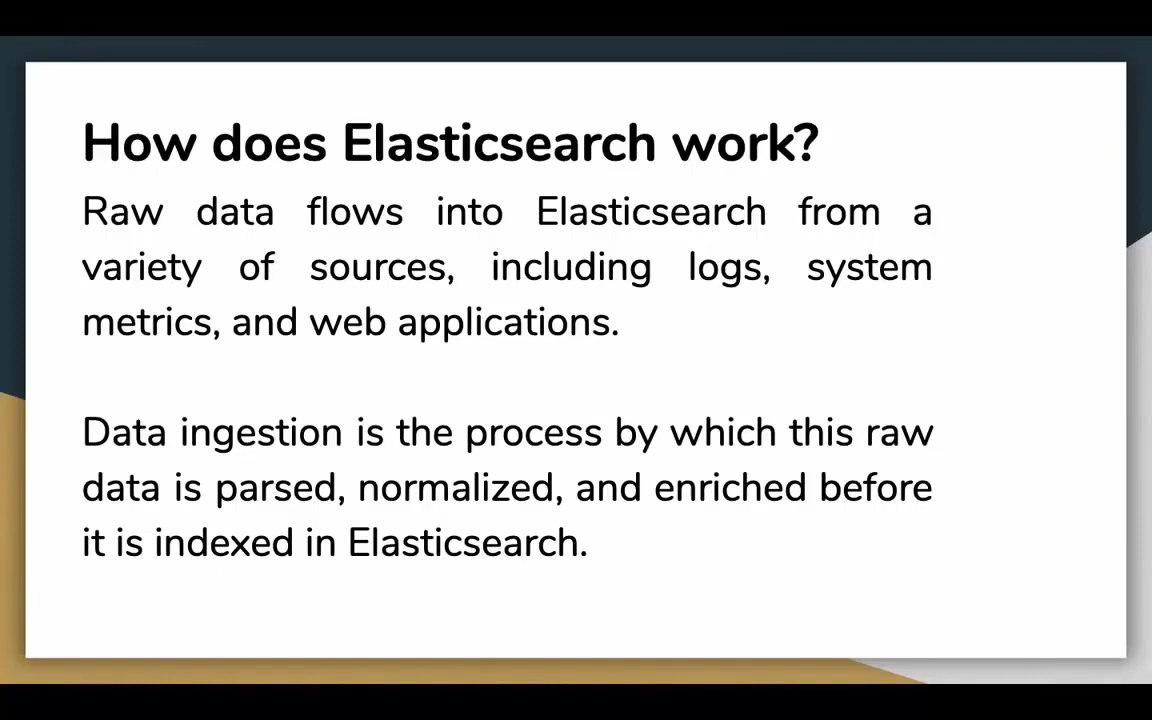 How does Elasticsearch work?
Raw data flows into Elasticsearch from a
variety of sources, including logs, system
metrics, and web applications.
Data ingestion is the process by which this raw
data is parsed, normalized, and enriched before
it is indexed in Elasticsearch.